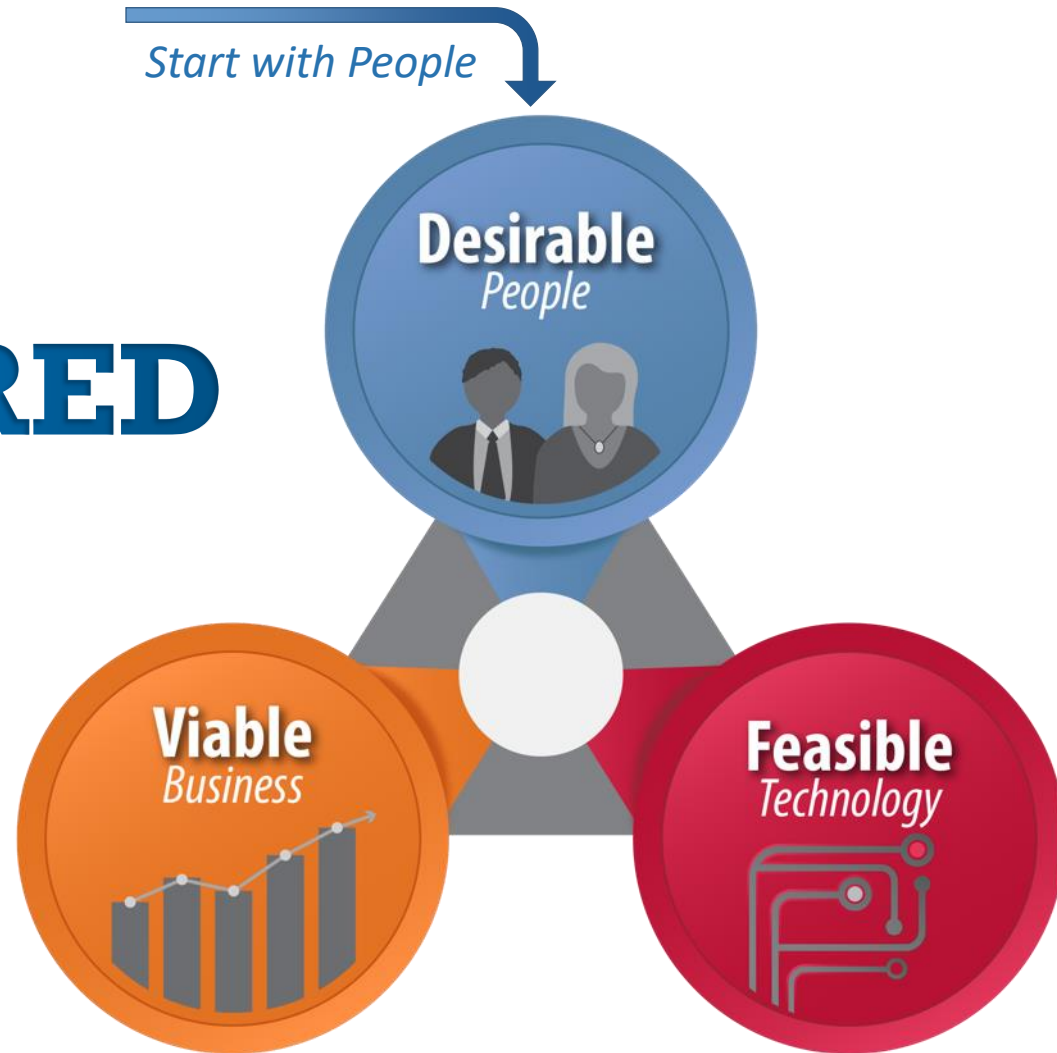 Start with People
Desirable
People
RED
Viable
Business
Feasible
Technology